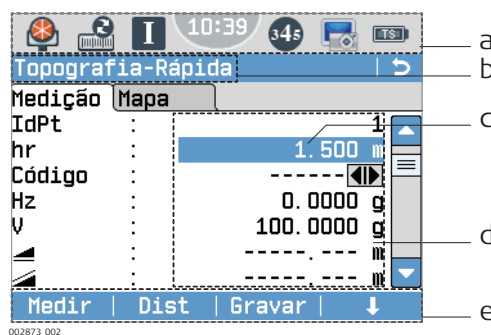 I 10:39 345 TS a
Topografia-Rápida b
Medição Mapa
IdPt : 1
hr : 1.500 m c
Código : ------
Hz : 0.0000 g
V : 100.0000 g
: -----.--- m d
: -----.--- m
Medir | Dist | Gravar | e
002873_002